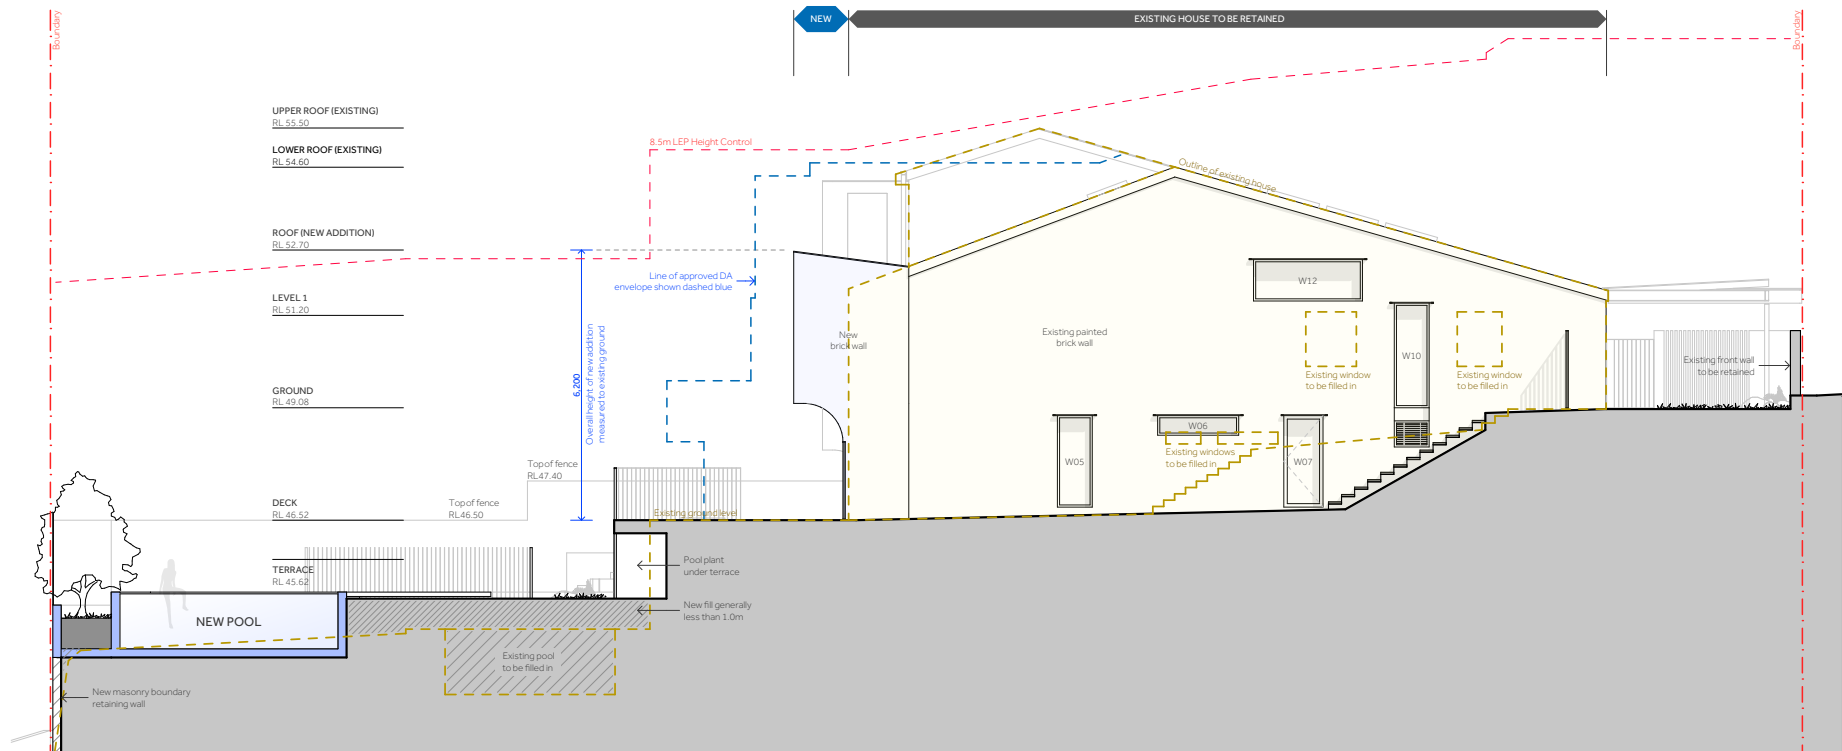 Boundary
NEW
EXISTING HOUSE TO BE RETAINED
Boundary
UPPER ROOF (EXISTING)
RL 55.50
LOWER ROOF (EXISTING)
RL 54.60
8.5m LEP Height Control
Outline of existing house
ROOF (NEW ADDITION)
RL 52.70
Line of approved DA
envelope shown dashed blue
LEVEL 1
RL 51.20
W12
New
brick wall
Existing painted
brick wall
W10
Existing front wall
to be retained
Existing window
to be filled in
Existing window
to be filled in
6,200
Overall height of new addition
measured to existing ground
GROUND
RL 49.08
W06
Existing windows
to be filled in
W05
W07
Top of fence
RL47.40
DECK
RL 46.52
Top of fence
RL46.50
Existing ground level
TERRACE
RL 45.62
Pool plant
under terrace
New fill generally
less than 1.0m
NEW POOL
Existing pool
to be filled in
New masonry boundary
retaining wall